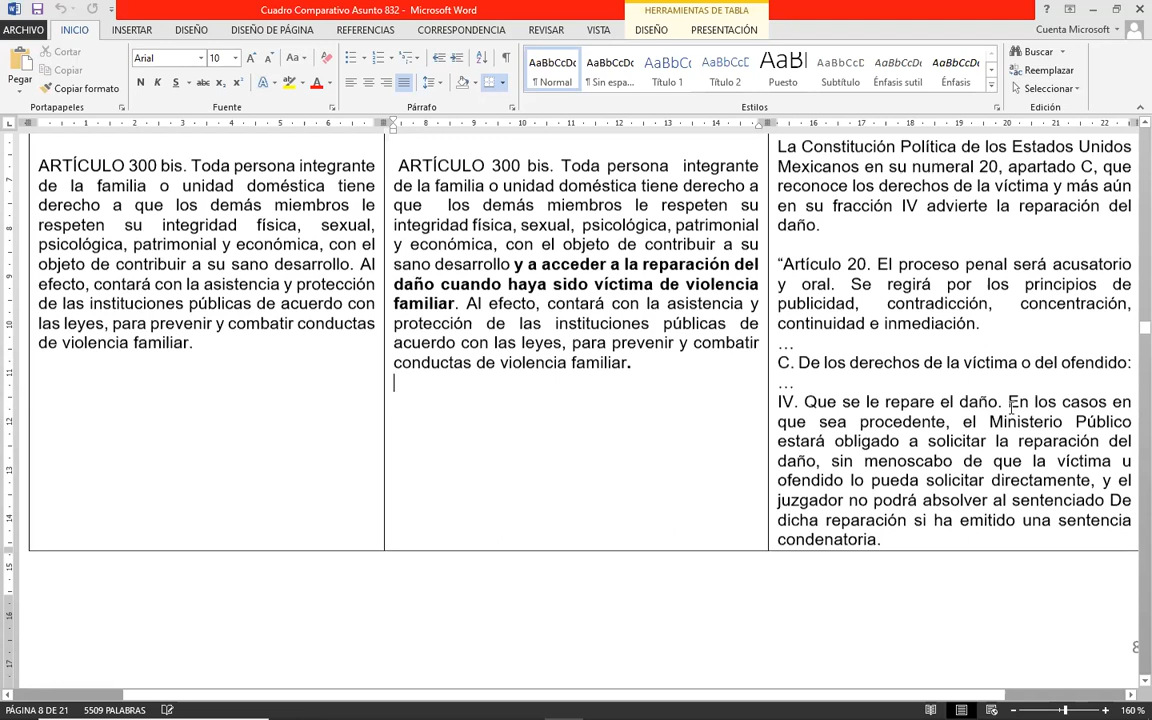 Cuadro Comparativo Asunto 832 - Microsoft Word
HERRAMIENTAS DE TABLA
ARCHIVO
INICIO
INSERTAR
DISEÑO
DISEÑO DE PÁGINA
REFERENCIAS
CORRESPONDENCIA
REVISAR
VISTA
DISEÑO
PRESENTACIÓN
Cuenta Microsoft
Pegar
Cortar
Copiar
Copiar formato
Portapapeles
Arial
10
Fuente
Párrafo
AaBbCcDc
¶ Normal
AaBbCcDc
¶ Sin espa...
AaBbCc
Título 1
AaBbCcD
Título 2
AaBI
Puesto
AaBbCcD
Subtítulo
AaBbCcDc
Énfasis sutil
AaBbCcDc
Énfasis
Estilos
Buscar
Reemplazar
Seleccionar
Edición
ARTÍCULO 300 bis. Toda persona integrante
de la familia o unidad doméstica tiene
derecho a que los demás miembros le
respeten su integridad física, sexual,
psicológica, patrimonial y económica, con el
objeto de contribuir a su sano desarrollo. Al
efecto, contará con la asistencia y protección
de las instituciones públicas de acuerdo con
las leyes, para prevenir y combatir conductas
de violencia familiar.
ARTÍCULO 300 bis. Toda persona integrante
de la familia o unidad doméstica tiene derecho a
que los demás miembros le respeten su
integridad física, sexual, psicológica, patrimonial
y económica, con el objeto de contribuir a su
sano desarrollo y a acceder a la reparación del
daño cuando haya sido víctima de violencia
familiar. Al efecto, contará con la asistencia y
protección de las instituciones públicas de
acuerdo con las leyes, para prevenir y combatir
conductas de violencia familiar.
La Constitución Política de los Estados Unidos
Mexicanos en su numeral 20, apartado C, que
reconoce los derechos de la víctima y más aún
en su fracción IV advierte la reparación del
daño.
“Artículo 20. El proceso penal será acusatorio
y oral. Se regirá por los principios de
publicidad, contradicción, concentración,
continuidad e inmediación.
…
C. De los derechos de la víctima o del ofendido:
…
IV. Que se le repare el daño. En los casos en
que sea procedente, el Ministerio Público
estará obligado a solicitar la reparación del
daño, sin menoscabo de que la víctima u
ofendido lo pueda solicitar directamente, y el
juzgador no podrá absolver al sentenciado De
dicha reparación si ha emitido una sentencia
condenatoria.
8
PÁGINA 8 DE 21
5509 PALABRAS
160 %